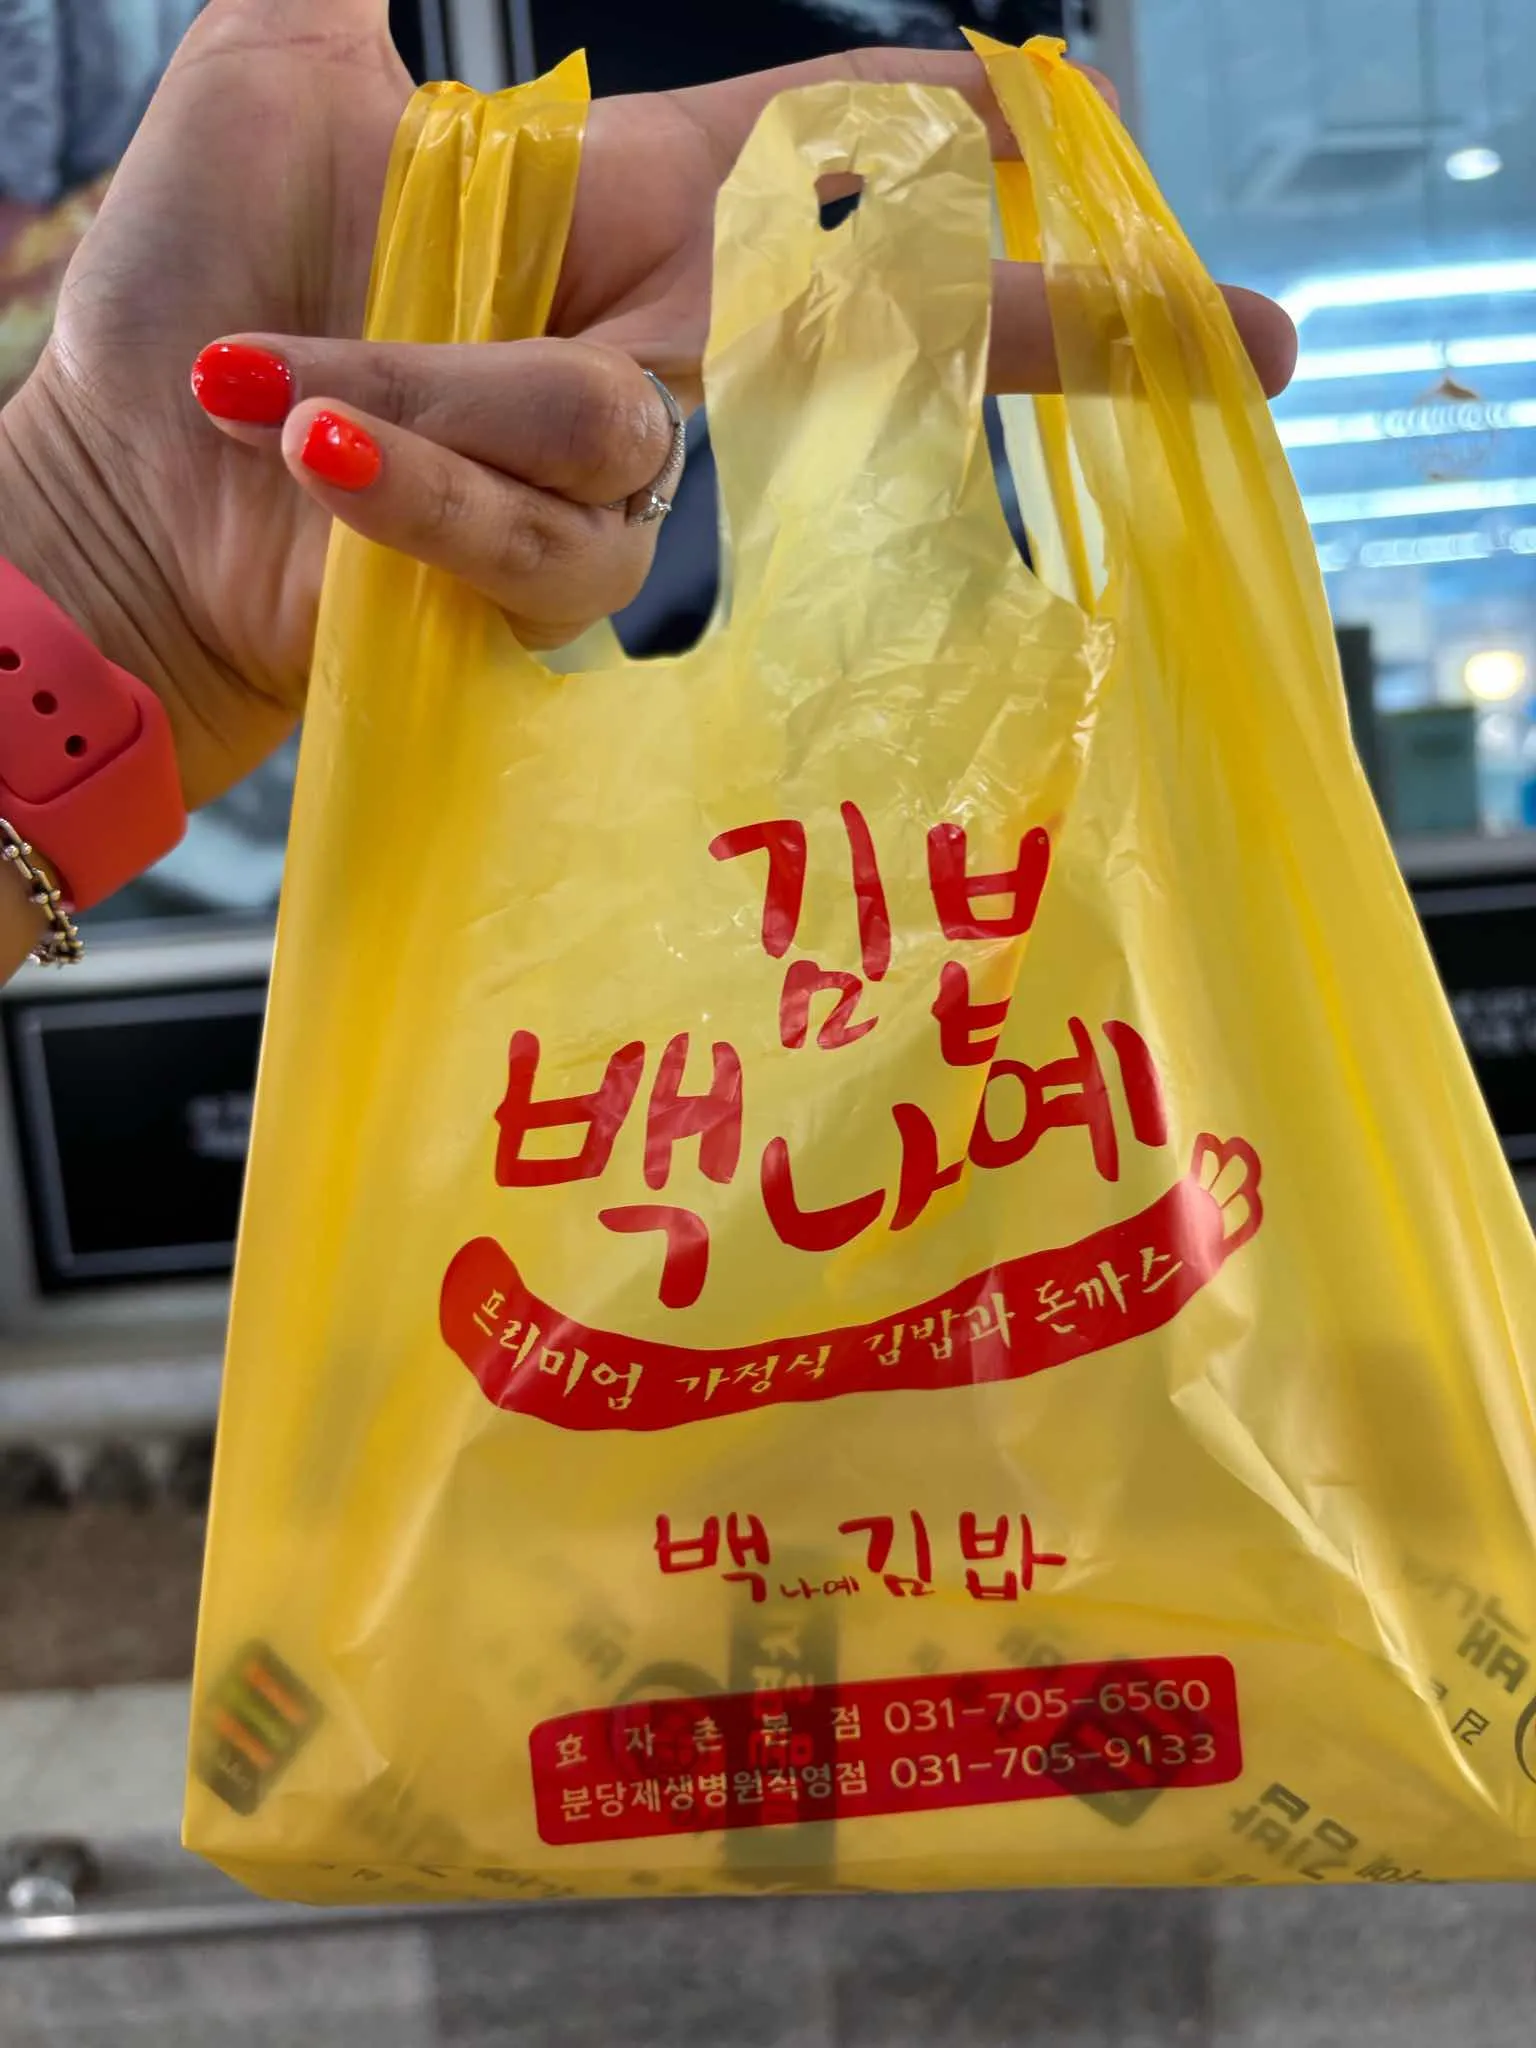 김밥
백나예
프리미엄 가정식 김밥과 돈까스
백나예김밥
효자촌본점 031-705-6560
분당제생병원직영점 031-705-9133